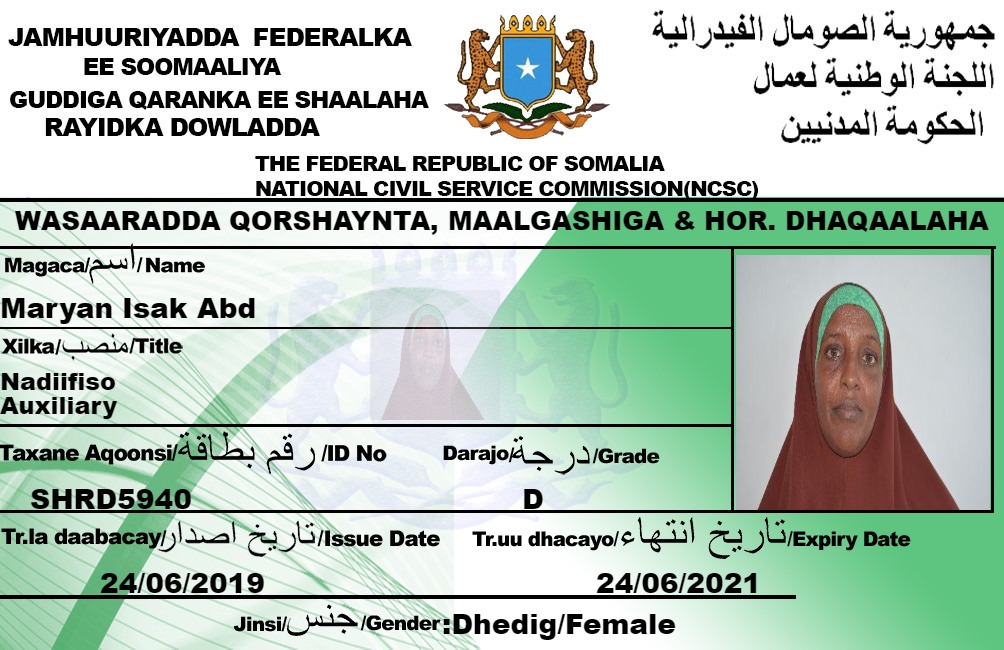 JAMHUURIYADDA FEDERALKA
EE SOOMAALIYA
GUDDIGA QARANKA EE SHAALAHA
RAYIDKA DOWLADDA
جمهورية الصومال الفيدرالية
اللجنة الوطنية لعمال
الحكومة المدنيين
THE FEDERAL REPUBLIC OF SOMALIA
NATIONAL CIVIL SERVICE COMMISSION(NCSC)
WASAARADDA QORSHAYNTA, MAALGASHIGA & HOR. DHAQAALAHA
Magaca/اسم/Name
Maryan Isak Abd
Xilka/منصب/Title
Nadiifiso
Auxiliary
Taxane Aqoonsi/رقم بطاقة/ID No Darajo/درجة/Grade
SHRD5940 D
Tr.la daabacay/تاريخ اصدار/Issue Date Tr.uu dhacayo/تاريخ انتهاء/Expiry Date
24/06/2019 24/06/2021
Jinsi/جنس/Gender:Dhedig/Female